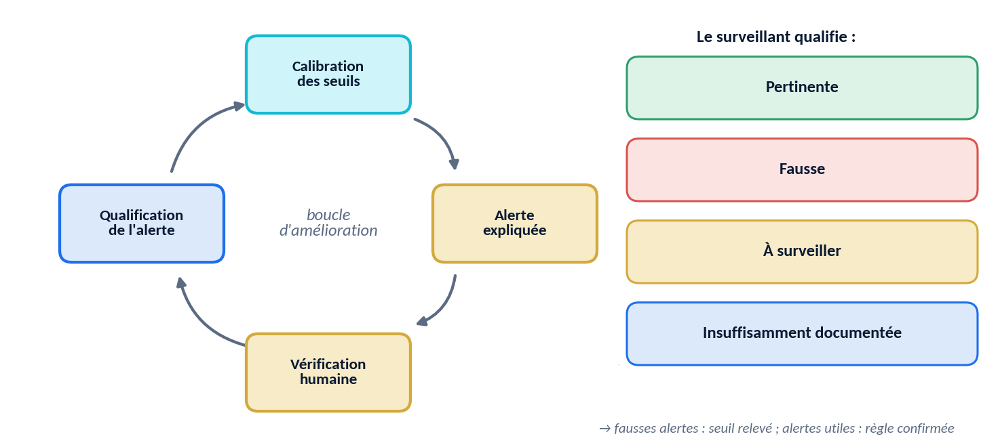 Calibration
des seuils
Alerte
expliquée
Vérification
humaine
Qualification
de l'alerte
boucle
d'amélioration
Le surveillant qualifie :
Pertinente
Fausse
À surveiller
Insuffisamment documentée
→ fausses alertes : seuil relevé ; alertes utiles : règle confirmée